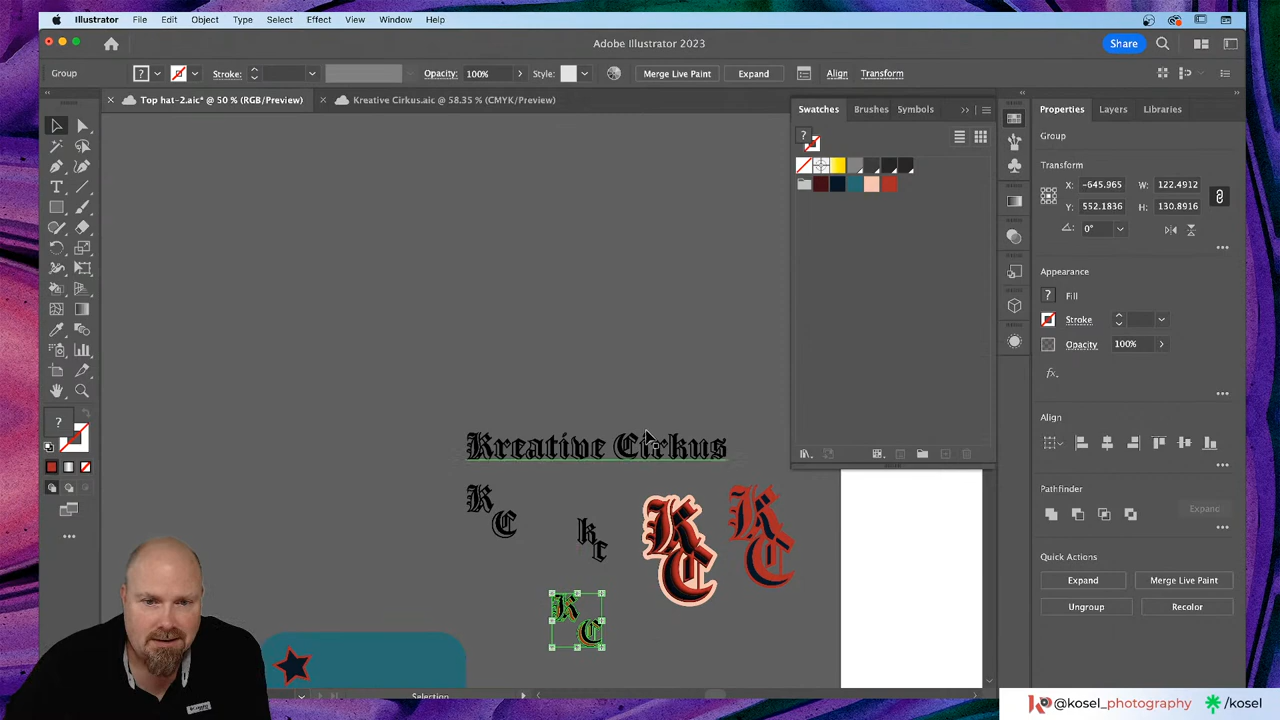 Illustrator File Edit Object Type Select Effect View Window Help
Adobe Illustrator 2023
Share
Group
?
Stroke:
Opacity: 100%
Style:
Merge Live Paint
Expand
Align
Transform
Top hat-2.aic* @ 50 % (RGB/Preview)
Kreative Cirkus.aic @ 58.35 % (CMYK/Preview)
Swatches Brushes Symbols
?
Properties Layers Libraries
Group
Transform
X: -645.965 W: 122.4912
Y: 552.1836 H: 130.8916
0°
Appearance
? Fill
Stroke
Opacity 100%
fx.
Align
Pathfinder
Expand
Quick Actions
Expand Merge Live Paint
Ungroup Recolor
?
Kreative Cirkus
K
C
k
c
K
C
K
C
K
C
Selection
@kosel_photography /kosel